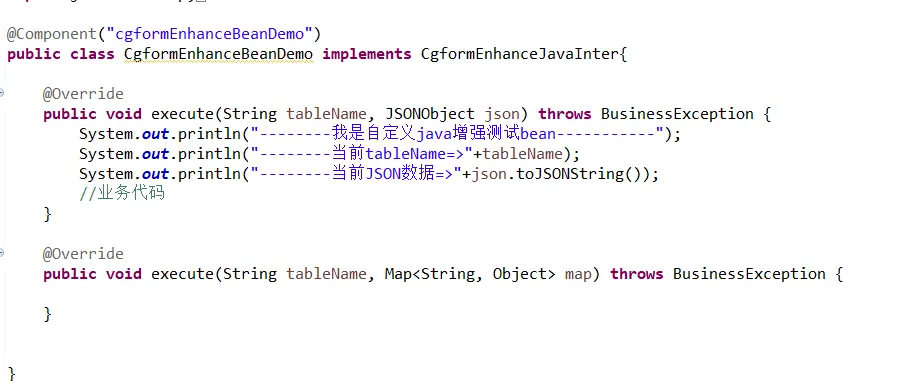 @Component("cgformEnhanceBeanDemo")
public class CgformEnhanceBeanDemo implements CgformEnhanceJavaInter{
@Override
public void execute(String tableName, JSONObject json) throws BusinessException {
System.out.println("--------我是自定义java增强测试bean-----------");
System.out.println("--------当前tableName=>"+tableName);
System.out.println("--------当前JSON数据=>"+json.toJSONString());
//业务代码
}
@Override
public void execute(String tableName, Map<String, Object> map) throws BusinessException {
}
}